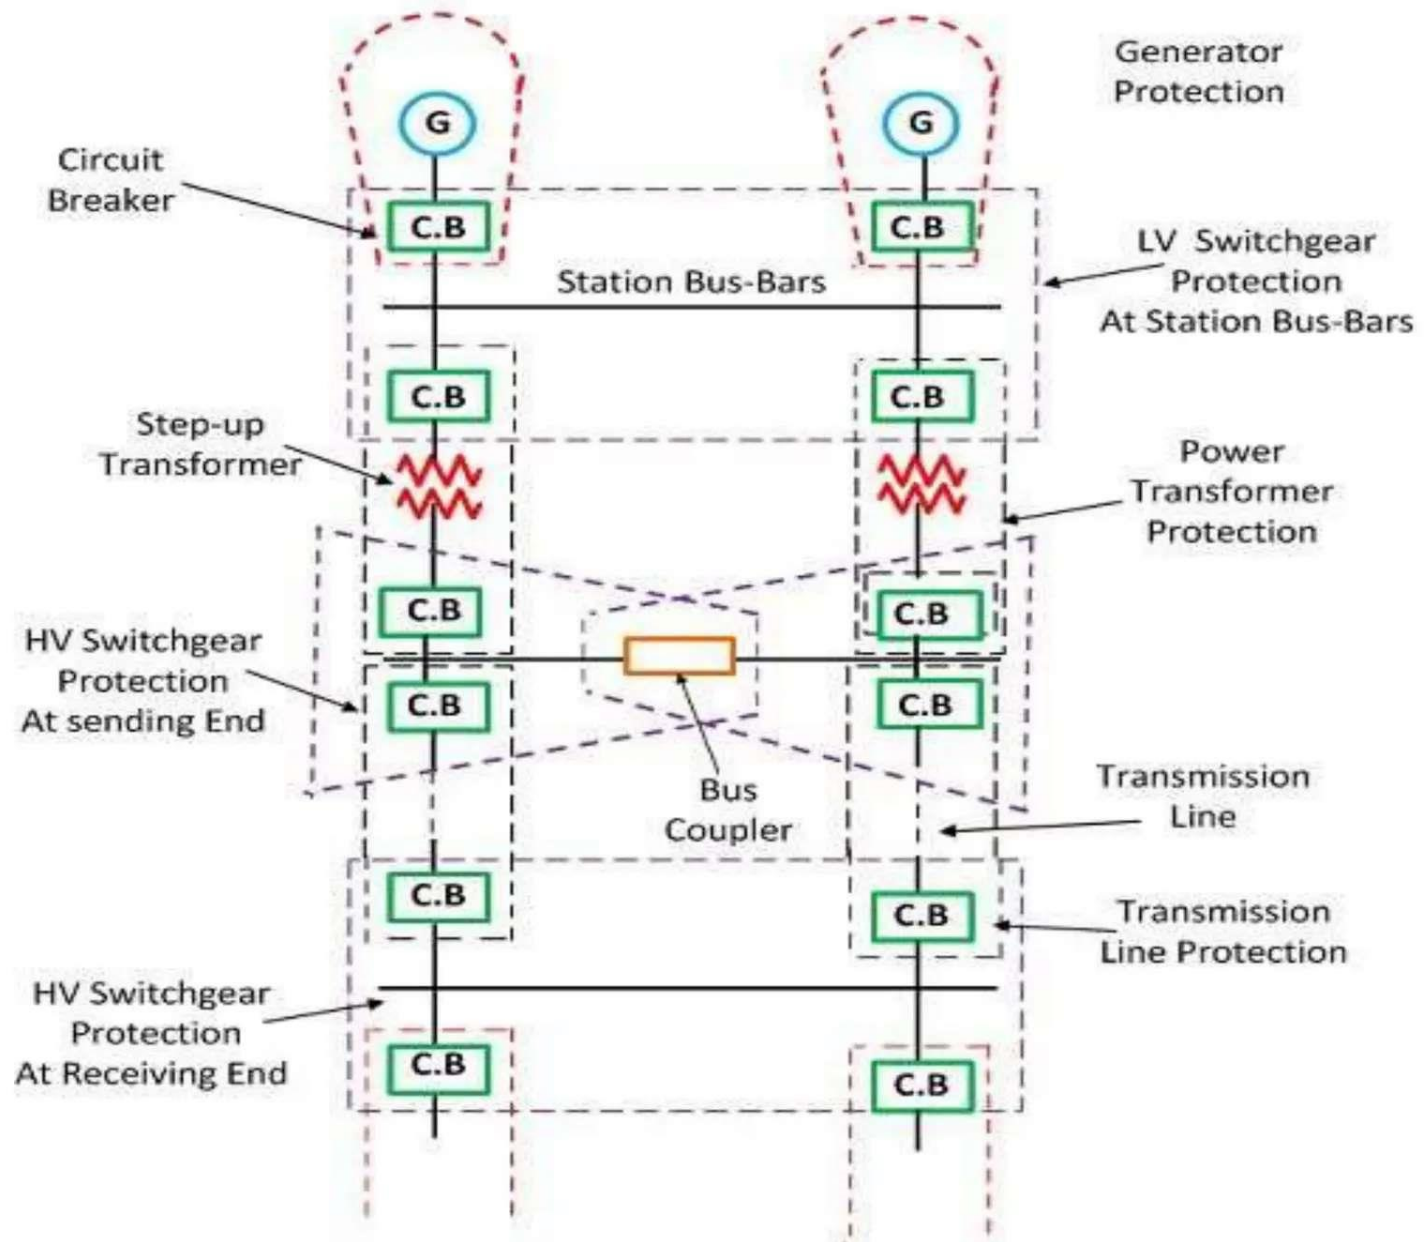 Generator
Protection
G
G
Circuit
Breaker
C.B
C.B
LV Switchgear
Protection
At Station Bus-Bars
Station Bus-Bars
C.B
C.B
Step-up
Transformer
Power
Transformer
Protection
C.B
C.B
HV Switchgear
Protection
At sending End
C.B
C.B
Bus
Coupler
Transmission
Line
C.B
C.B
Transmission
Line Protection
HV Switchgear
Protection
At Receiving End
C.B
C.B